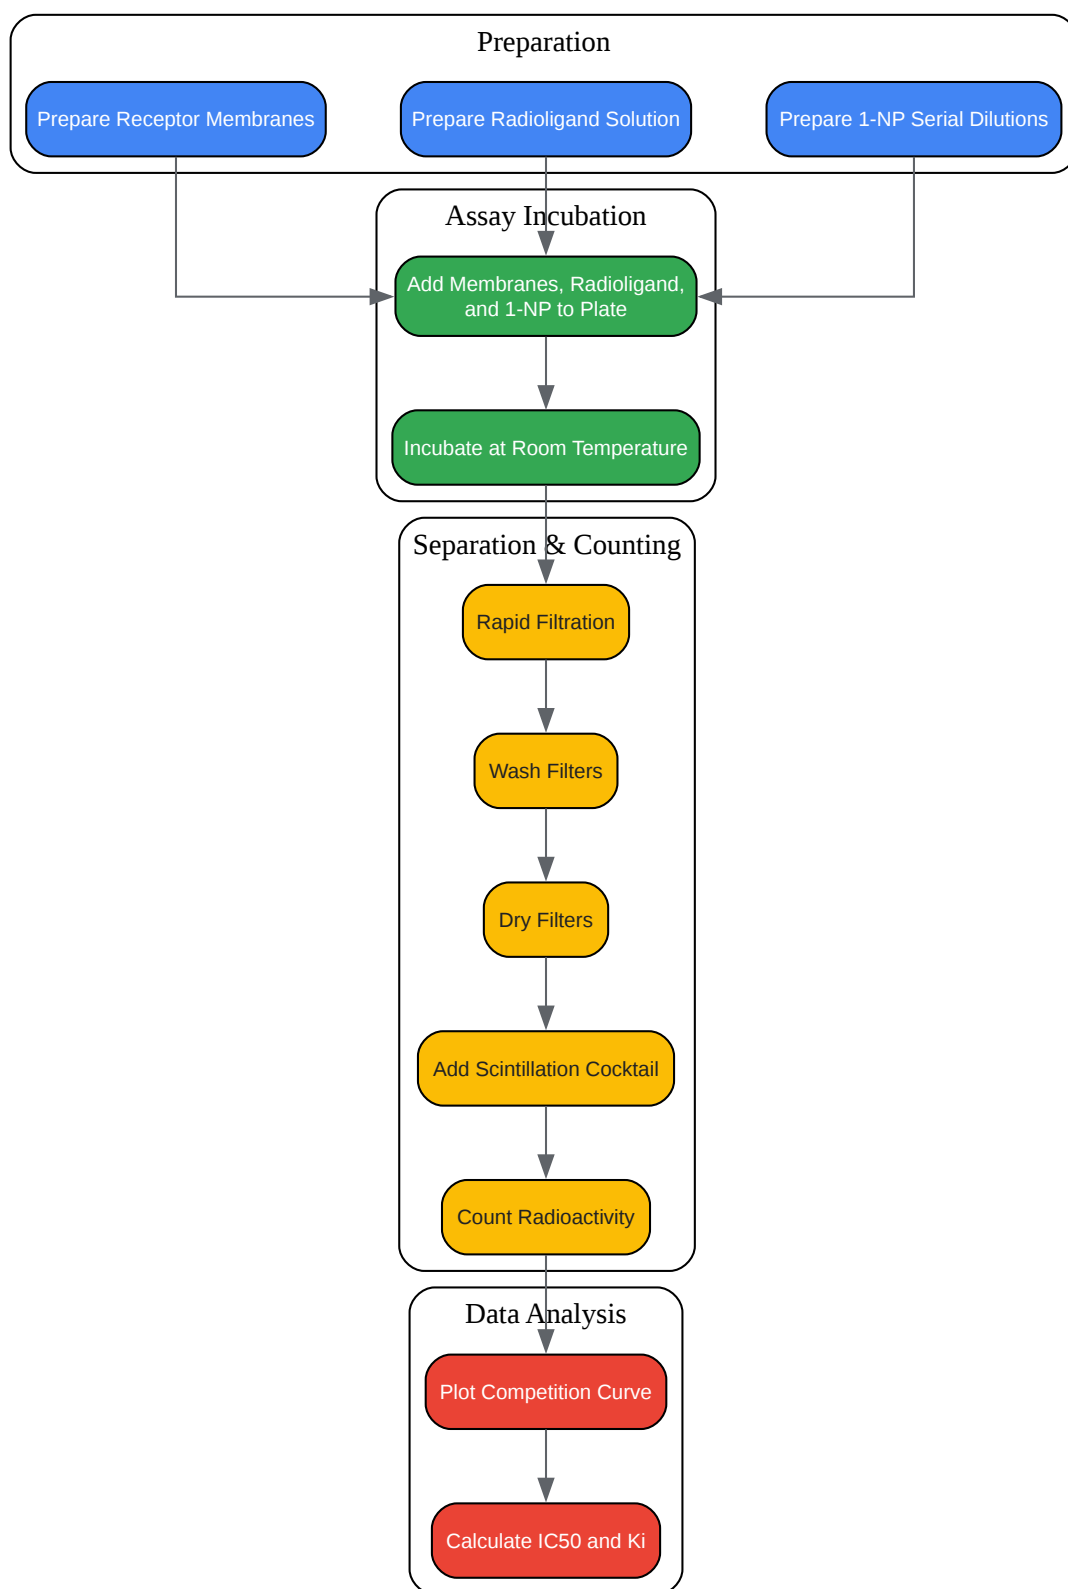 Preparation
Prepare Receptor Membranes
Prepare Radioligand Solution
Prepare 1-NP Serial Dilutions
Assay Incubation
Add Membranes, Radioligand,
and 1-NP to Plate
Incubate at Room Temperature
Separation & Counting
Rapid Filtration
Wash Filters
Dry Filters
Add Scintillation Cocktail
Count Radioactivity
Data Analysis
Plot Competition Curve
Calculate IC50 and Ki